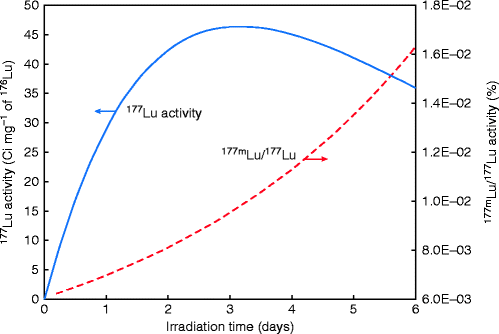 50
45
40
35
30
25
20
15
10
5
0
¹⁷⁷Lu activity (Ci mg⁻¹ of ¹⁷⁶Lu)
¹⁷⁷Lu activity
¹⁷⁷ᵐLu/¹⁷⁷Lu
1.8E–02
1.6E–02
1.4E–02
1.2E–02
1.0E–02
8.0E–03
6.0E–03
¹⁷⁷ᵐLu/¹⁷⁷Lu activity (%)
0 1 2 3 4 5 6
Irradiation time (days)